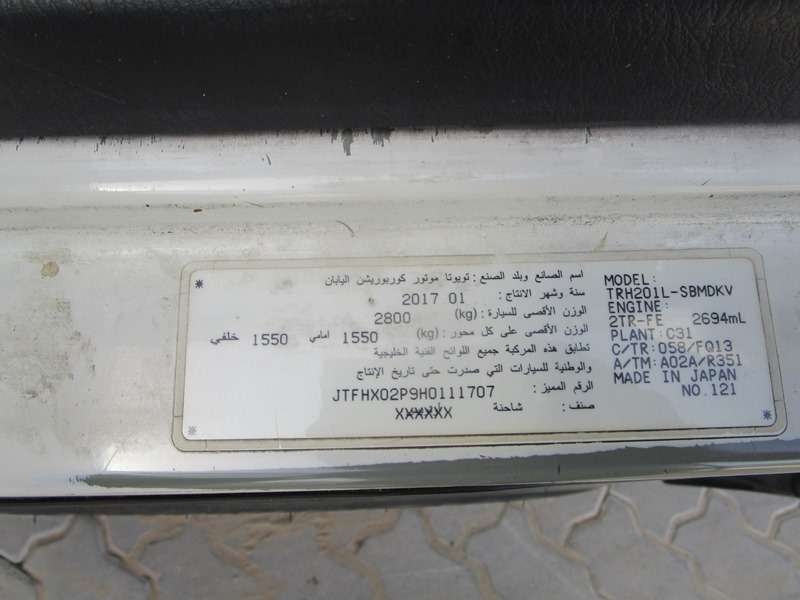 اسم الصانع وبلد الصنع : تويوتا موتور كوربوريشن اليابان
سنة وشهر الانتاج : 2017 01
الوزن الأقصى للسيارة : (kg) 2800
الوزن الأقصى على كل محور : (kg) 1550 امامي 1550 خلفي
تطابق هذه المركبة جميع اللوائح الفنية الخليجية
والوطنية للسيارات التي صدرت حتى تاريخ الإنتاج
الرقم المميز : JTFHX02P9H0111707
صنف : شاحنة XXXXXX
MODEL:
TRH201L-SBMDKV
ENGINE:
2TR-FE 2694mL
PLANT: C31
C/TR: 058/FQ13
A/TM: A02A/R351
MADE IN JAPAN
NO.121